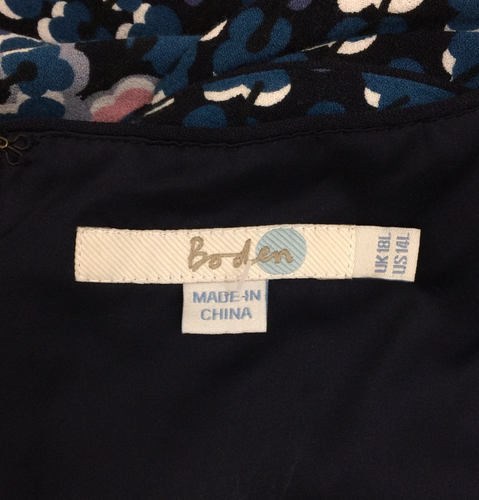 Boden
UK 18L
US 14L
MADE-IN
CHINA